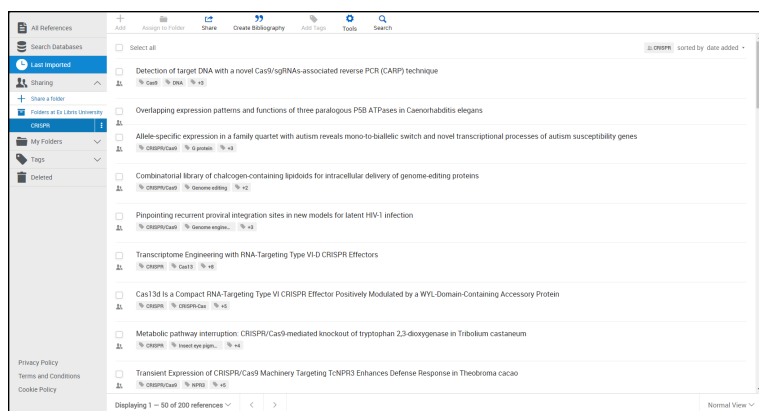 All References
Search Databases
Last Imported
Sharing
Share a folder
Folders at Ex Libris University
CRISPR
My Folders
Tags
Deleted
Privacy Policy
Terms and Conditions
Cookie Policy
Add
Assign to Folder
Share
Create Bibliography
Add Tags
Tools
Search
Select all
CRISPR sorted by date added
Detection of target DNA with a novel Cas9/sgRNAs-associated reverse PCR (CARP) technique
Cas9 DNA +3
Overlapping expression patterns and functions of three paralogous P5B ATPases in Caenorhabditis elegans
Allele-specific expression in a family quartet with autism reveals mono-to-biallelic switch and novel transcriptional processes of autism susceptibility genes
CRISPR/Cas9 G protein +3
Combinatorial library of chalcogen-containing lipidoids for intracellular delivery of genome-editing proteins
CRISPR/Cas9 Genome editing +2
Pinpointing recurrent proviral integration sites in new models for latent HIV-1 infection
CRISPR/Cas9 Genome engine... +3
Transcriptome Engineering with RNA-Targeting Type VI-D CRISPR Effectors
CRISPR Cas13 +8
Cas13d Is a Compact RNA-Targeting Type VI CRISPR Effector Positively Modulated by a WYL-Domain-Containing Accessory Protein
CRISPR CRISPR-Cas +5
Metabolic pathway interruption: CRISPR/Cas9-mediated knockout of tryptophan 2,3-dioxygenase in Tribolium castaneum
CRISPR Insect eye pigm... +4
Transient Expression of CRISPR/Cas9 Machinery Targeting TcNPR3 Enhances Defense Response in Theobroma cacao
CRISPR/Cas9 NPR3 +5
Displaying 1 – 50 of 200 references
Normal View